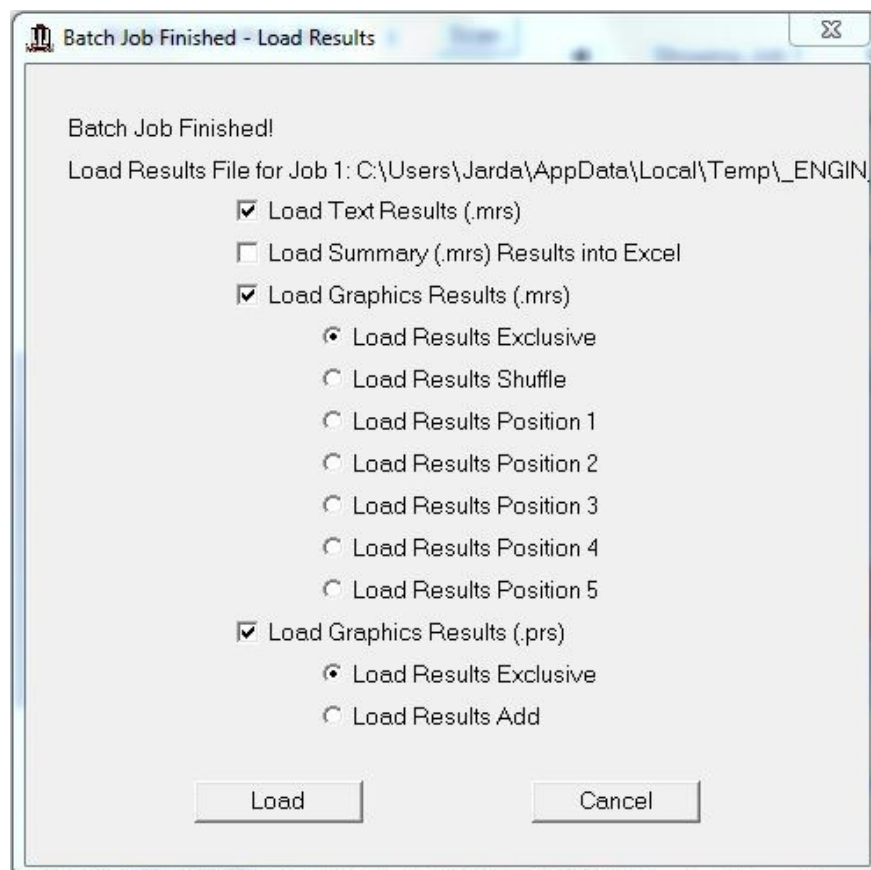 Batch Job Finished - Load Results
Batch Job Finished!
Load Results File for Job 1: C:\Users\Jarda\AppData\Local\Temp\_ENGIN_
Load Text Results (.mrs)
Load Summary (.mrs) Results into Excel
Load Graphics Results (.mrs)
Load Results Exclusive
Load Results Shuffle
Load Results Position 1
Load Results Position 2
Load Results Position 3
Load Results Position 4
Load Results Position 5
Load Graphics Results (.prs)
Load Results Exclusive
Load Results Add
Load Cancel